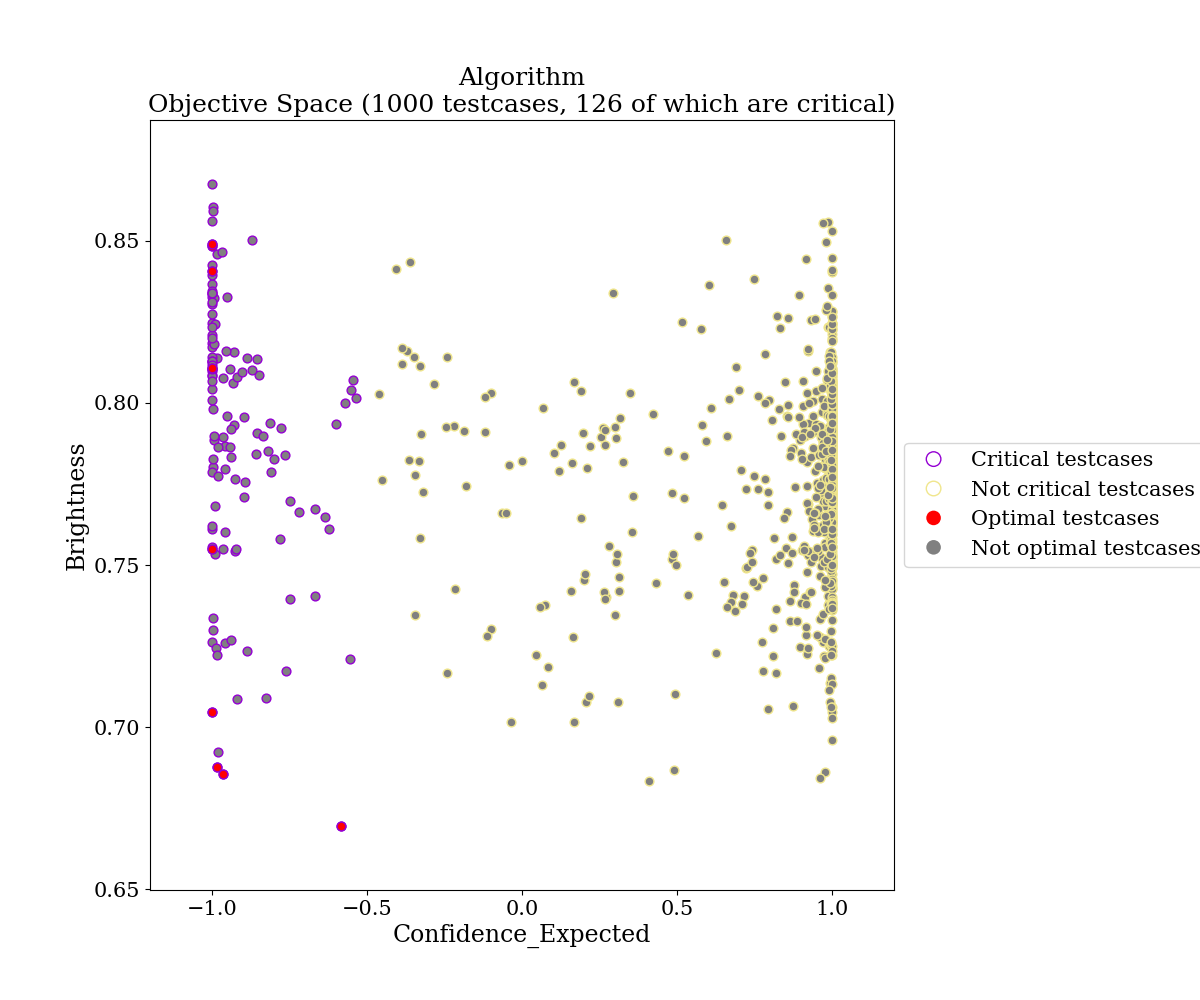 Algorithm
Objective Space (1000 testcases, 126 of which are critical)
0.85
0.80
0.75
0.70
0.65
Brightness
−1.0
−0.5
0.0
0.5
1.0
Confidence_Expected
Critical testcases
Not critical testcases
Optimal testcases
Not optimal testcases